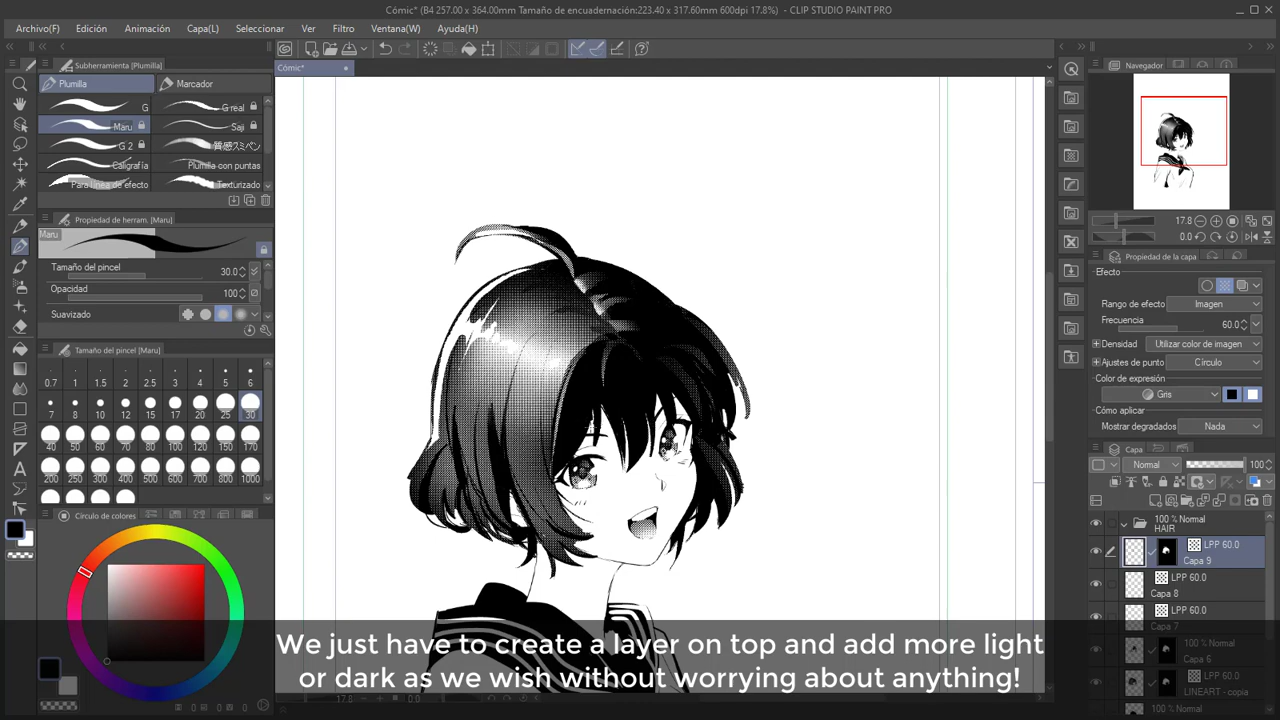 Cómic* (B4 257.00 x 364.00mm Tamaño de encuadernación:223.40 x 317.60mm 600dpi 17.8%) - CLIP STUDIO PAINT PRO
Archivo(F) Edición Animación Capa(L) Seleccionar Ver Filtro Ventana(W) Ayuda(H)
Subherramienta (Plumilla)
Cómic*
Navegador
Plumilla Marcador
G G real
Maru Saji
G 2 質感スミペン
Caligrafía Plumilla con puntas
Para línea de efecto Texturizado
Propiedad de herram. [Maru]
Maru
Tamaño del pincel 30.0
Opacidad 100
Suavizado
Tamaño del pincel [Maru]
0.7 1 1.5 2 3 4 5 6
7 8 10 12 15 17 20 25 30
40 50 60 70 80 100 120 150 170
200 250 300 400 500 600 700 800 1000
Círculo de colores
17.8
0.0
Propiedad de la capa
Efecto
Rango de efecto Imagen
Frecuencia
60.0
Densidad Utilizar color de imagen
Ajustes de punto Círculo
Color de expresión
Gris
Cómo aplicar
Mostrar degradados Nada
Capa
Normal 100
100 % Normal
HAIR
LPP 60.0
Capa 9
LPP 60.0
Capa 8
LPP 60.0
Capa 7
100 % Normal
Capa 6
LPP 60.0
LINEART - copia
100 % Normal
We just have to create a layer on top and add more light
or dark as we wish without worrying about anything!